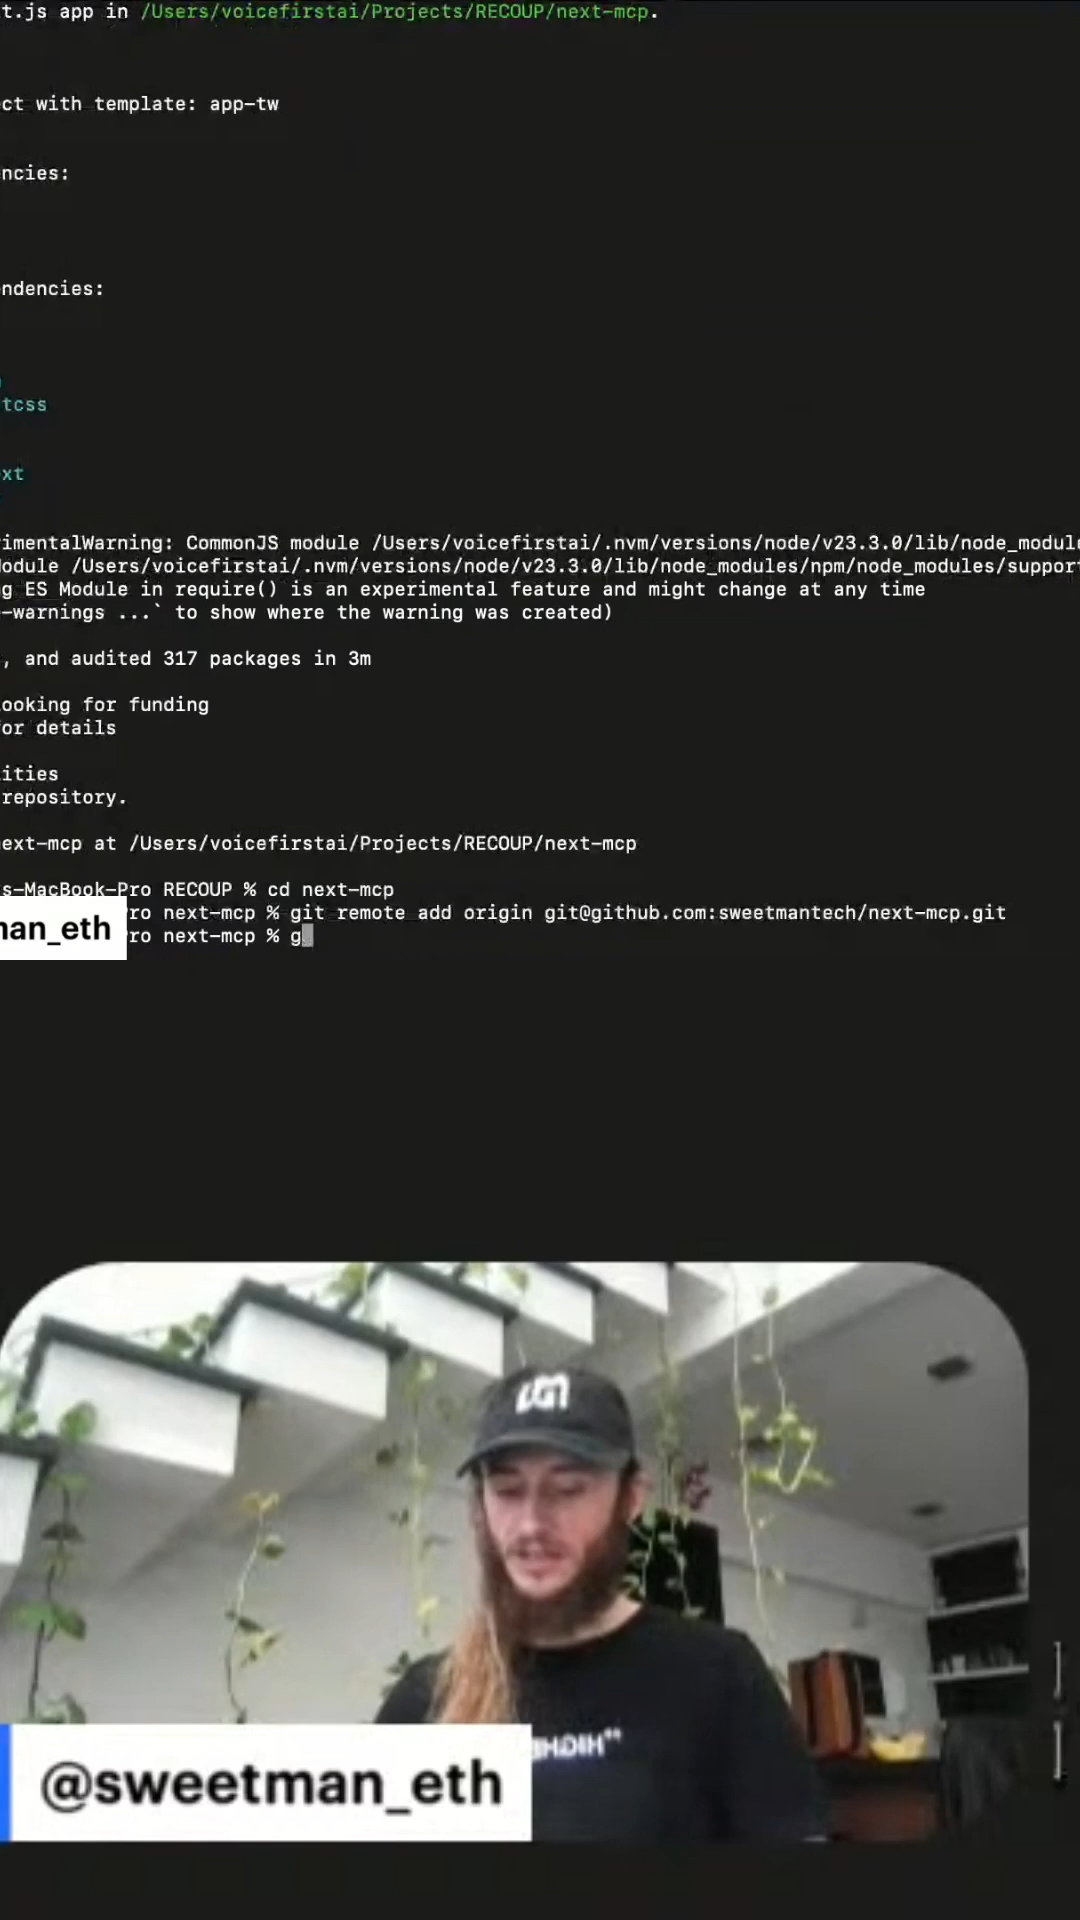 t.js app in /Users/voicefirstai/Projects/RECOUP/next-mcp.
ct with template: app-tw
ncies:
ndencies:
tcss
xt
imentalWarning: CommonJS module /Users/voicefirstai/.nvm/versions/node/v23.3.0/lib/node_module
Module /Users/voicefirstai/.nvm/versions/node/v23.3.0/lib/node_modules/npm/node_modules/support
ng ES Module in require() is an experimental feature and might change at any time
-warnings ...` to show where the warning was created)
, and audited 317 packages in 3m
ooking for funding
or details
ities
repository.
ext-mcp at /Users/voicefirstai/Projects/RECOUP/next-mcp
s-MacBook-Pro RECOUP % cd next-mcp
ro next-mcp % git remote add origin git@github.com:sweetmantech/next-mcp.git
man_eth
ro next-mcp % g
@sweetman_eth